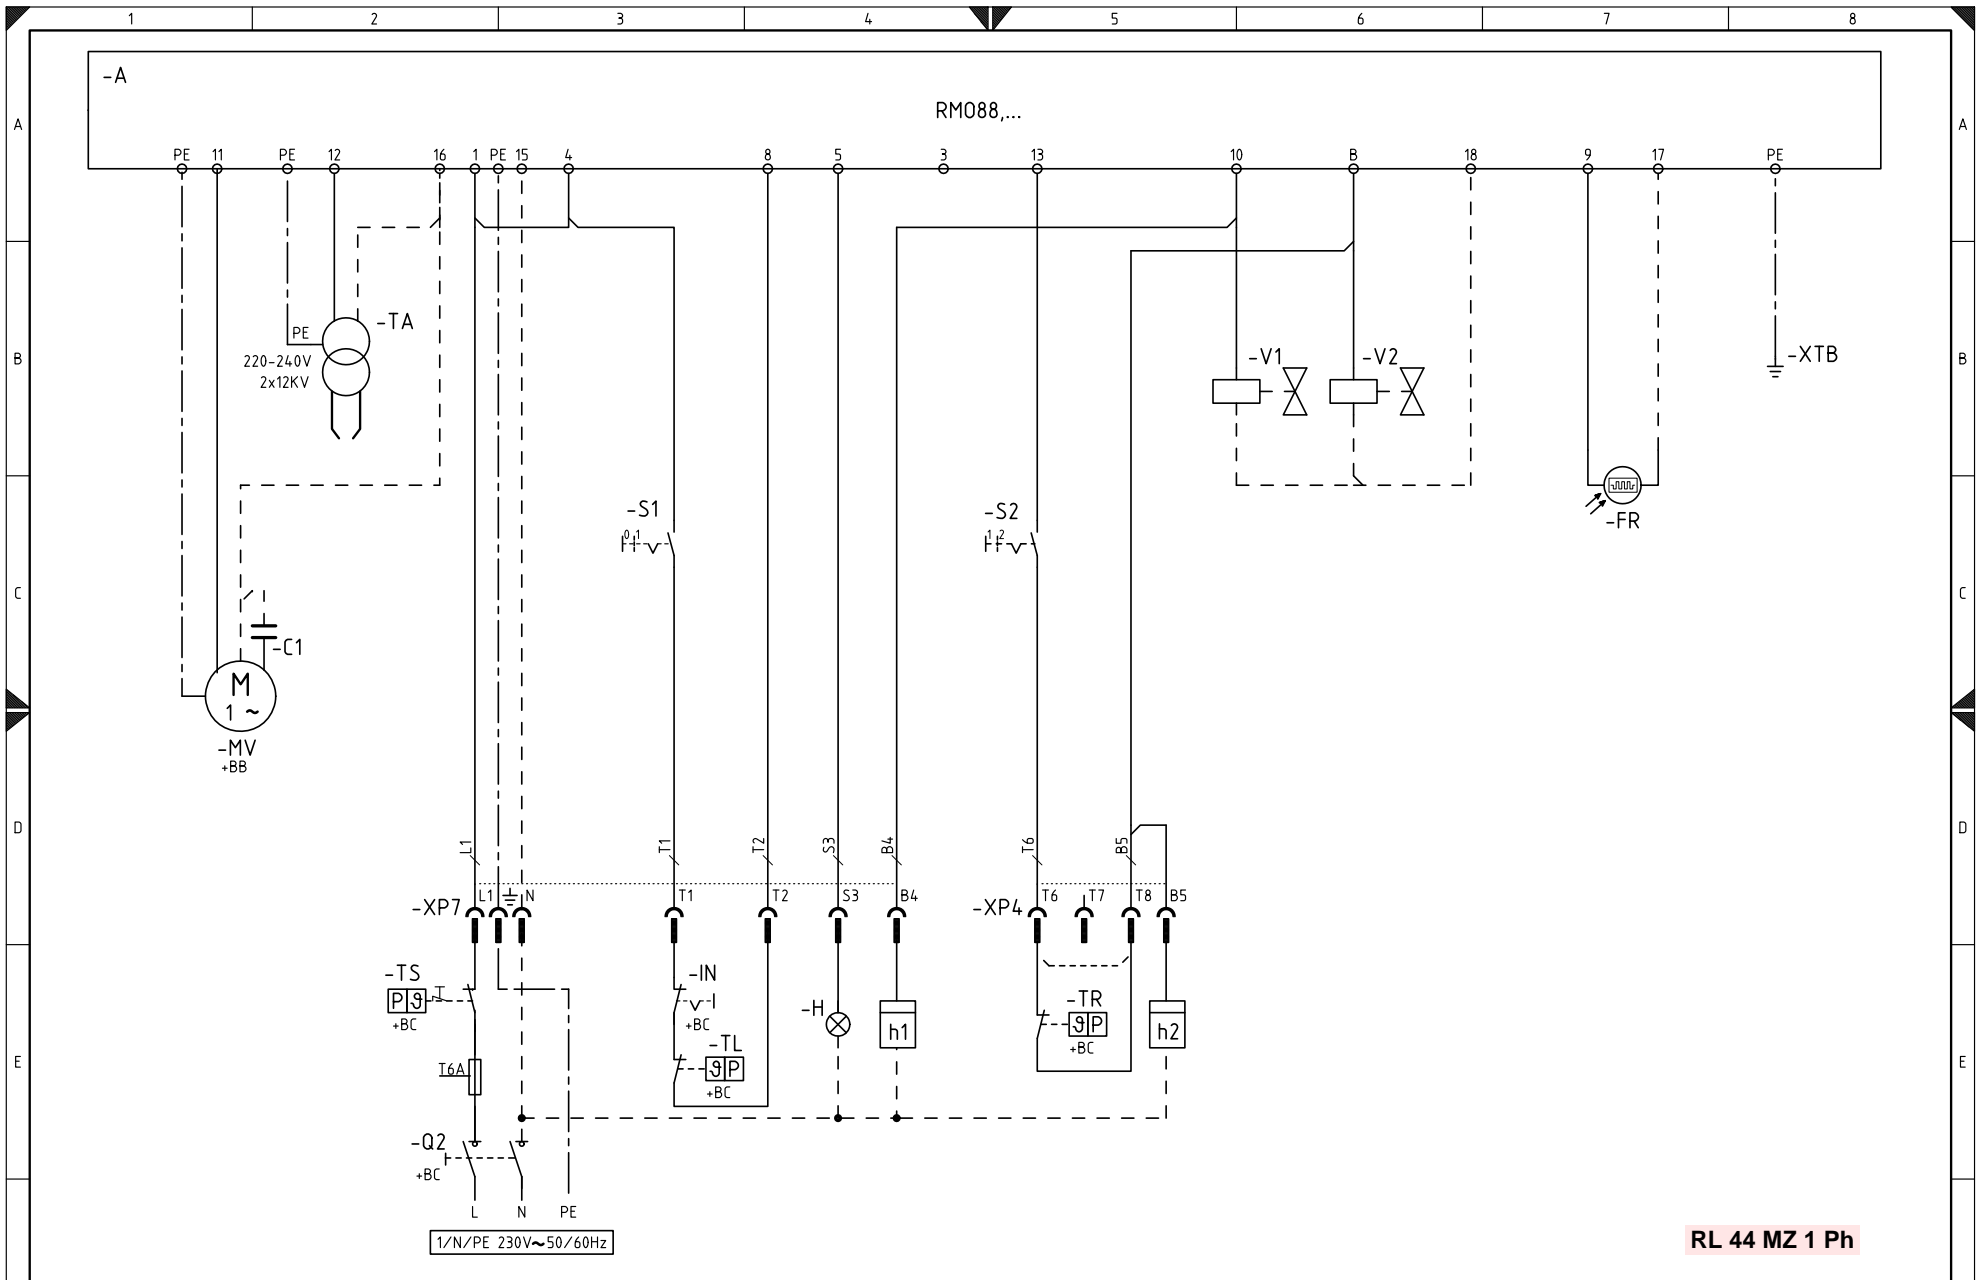 1 2 3 4 5 6 7 8
-A
RMO88,...
A A
PE 11 PE 12 16 1 PE 15 4 8 5 3 13 10 B 18 9 17 PE
-TA
PE
220-240V
2x12KV
B B
-V1 -V2 -XTB
-S1 -S2 -FR
0 1 1 2
C C
-C1
M
1 ~
-MV
+BB
D D
L1 T1 T2 S3 B4 T6 B5
-XP7 L1 N T1 T2 S3 B4 -XP4 T6 T7 T8 B5
-TS -IN
P ϑ
+BC +BC
-H h1
-TR
ϑ P
+BC
h2
-TL
ϑ P
+BC
E E
T6A
-Q2
+BC
L N PE
1/N/PE 230V~50/60Hz
RL 44 MZ 1 Ph